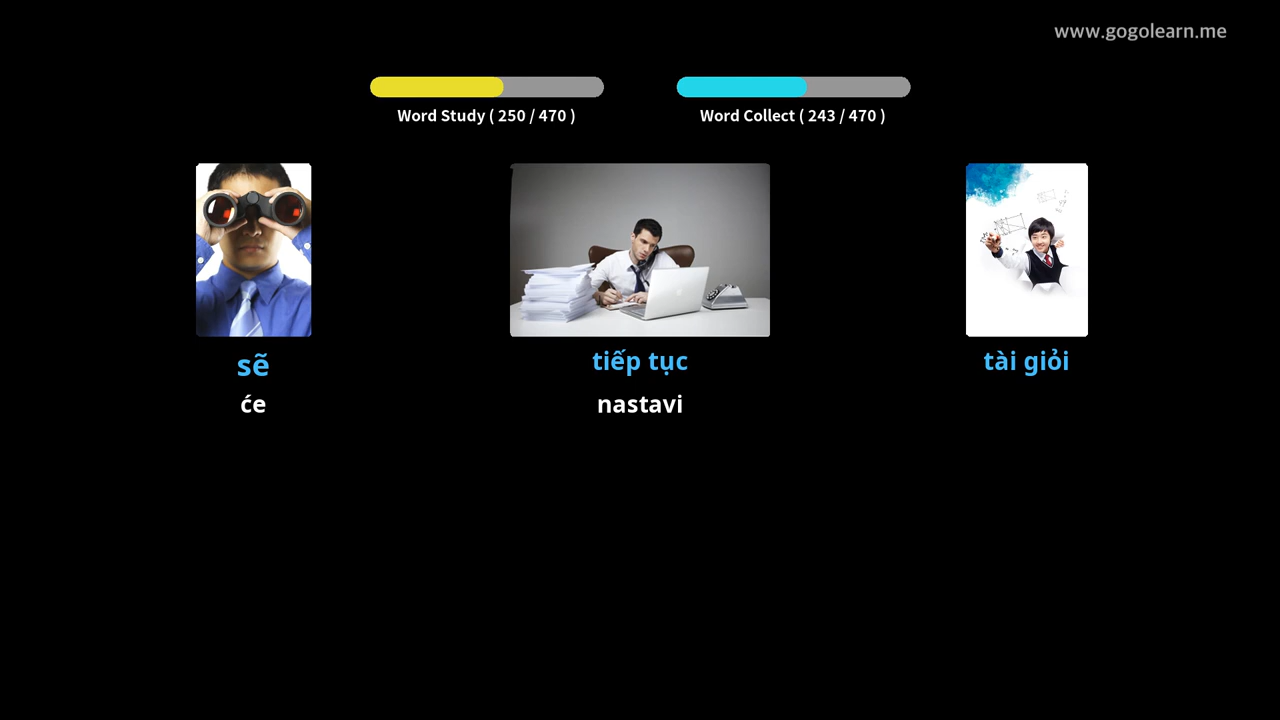 www.gogolearn.me
Word Study ( 250 / 470 )
Word Collect ( 243 / 470 )
sẽ
tiếp tục
tài giỏi
će
nastavi